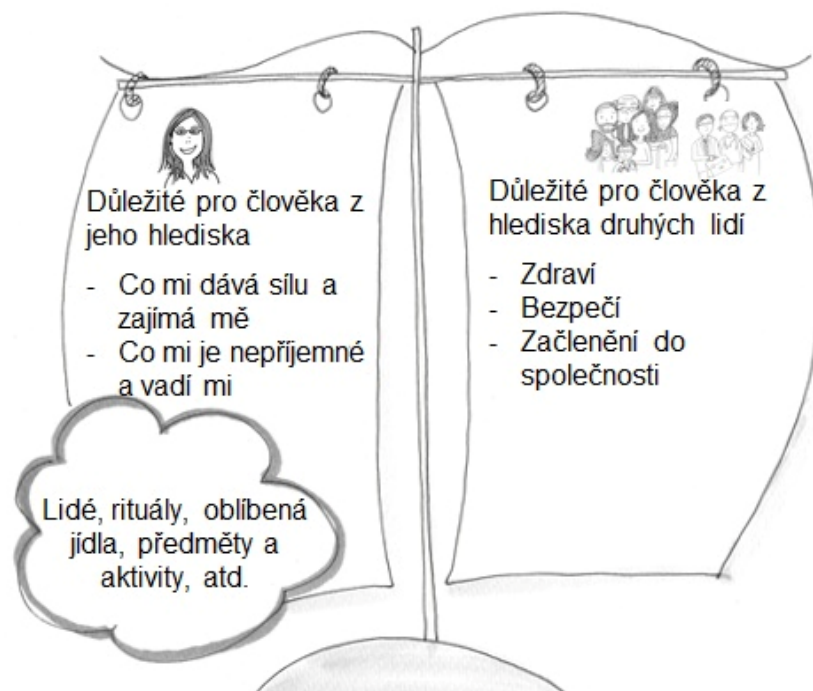 Důležité pro člověka z
jeho hlediska
- Co mi dává sílu a
zajímá mě
- Co mi je nepříjemné
a vadí mi
Lidé, rituály, oblíbená
jídla, předměty a
aktivity, atd.
Důležité pro člověka z
hlediska druhých lidí
- Zdraví
- Bezpečí
- Začlenění do
společnosti